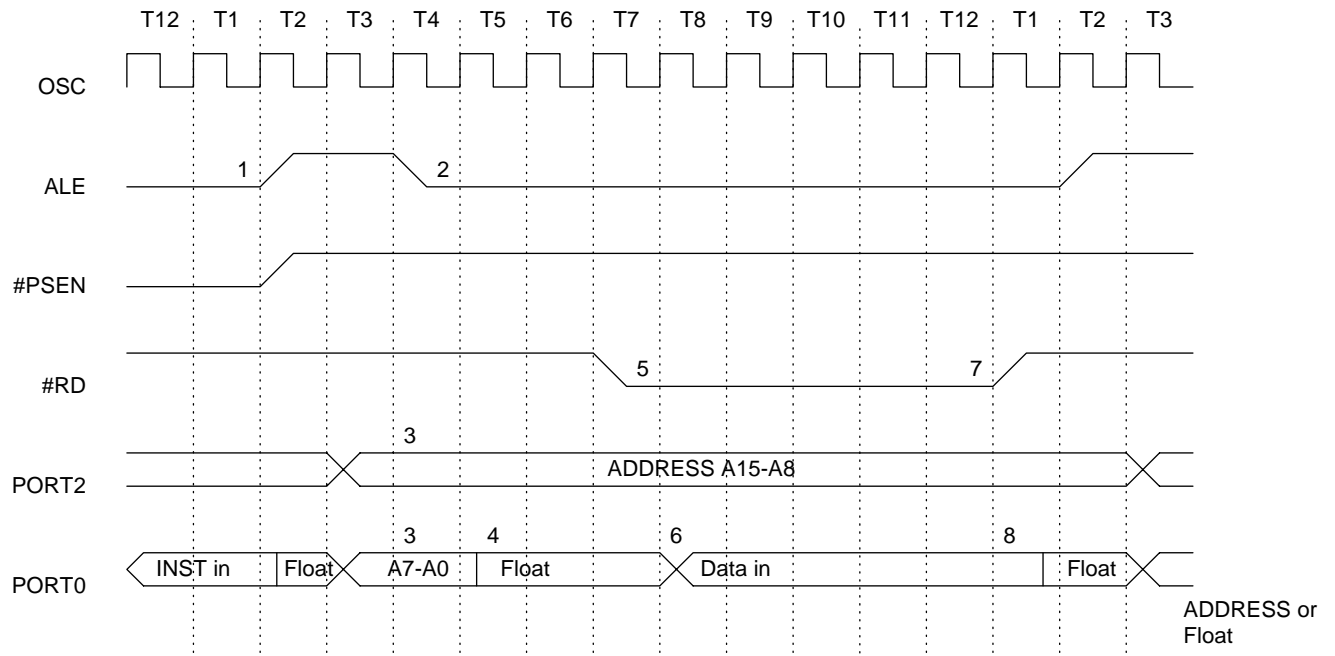 T12 T1 T2 T3 T4 T5 T6 T7 T8 T9 T10 T11 T12 T1 T2 T3
OSC
1 2
ALE
#PSEN
5 7
#RD
3
ADDRESS A15-A8
PORT2
3 4 6 8
INST in Float A7-A0 Float Data in Float
PORT0
ADDRESS or
Float